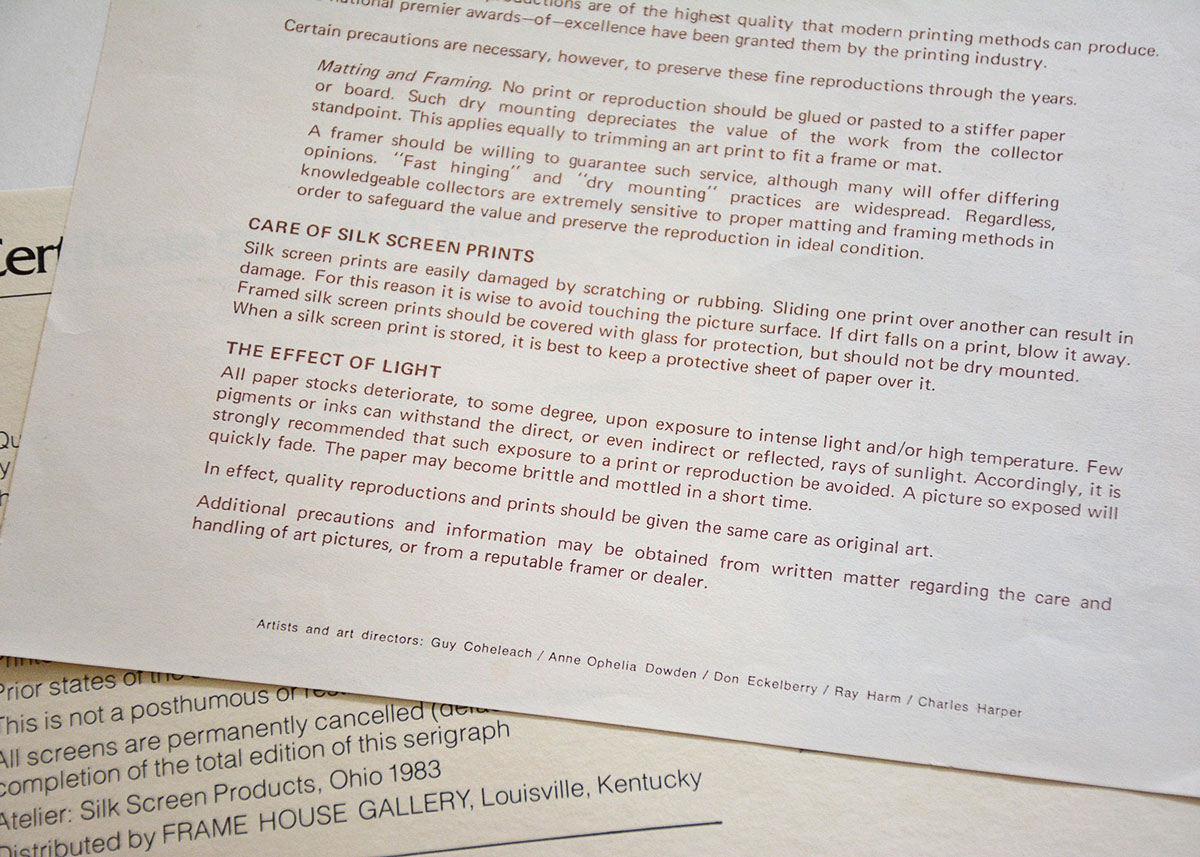 are of the highest quality that modern printing methods can produce.
premier awards—of—excellence have been granted them by the printing industry.
Certain precautions are necessary, however, to preserve these fine reproductions through the years.
Matting and Framing. No print or reproduction should be glued or pasted to a stiffer paper
or board. Such dry mounting depreciates the value of the work from the collector
standpoint. This applies equally to trimming an art print to fit a frame or mat.
A framer should be willing to guarantee such service, although many will offer differing
opinions. "Fast hinging" and "dry mounting" practices are widespread. Regardless,
knowledgeable collectors are extremely sensitive to proper matting and framing methods in
order to safeguard the value and preserve the reproduction in ideal condition.
CARE OF SILK SCREEN PRINTS
Silk screen prints are easily damaged by scratching or rubbing. Sliding one print over another can result in
damage. For this reason it is wise to avoid touching the picture surface. If dirt falls on a print, blow it away.
Framed silk screen prints should be covered with glass for protection, but should not be dry mounted.
When a silk screen print is stored, it is best to keep a protective sheet of paper over it.
THE EFFECT OF LIGHT
All paper stocks deteriorate, to some degree, upon exposure to intense light and/or high temperature. Few
pigments or inks can withstand the direct, or even indirect or reflected, rays of sunlight. Accordingly, it is
strongly recommended that such exposure to a print or reproduction be avoided. A picture so exposed will
quickly fade. The paper may become brittle and mottled in a short time.
In effect, quality reproductions and prints should be given the same care as original art.
Additional precautions and information may be obtained from written matter regarding the care and
handling of art pictures, or from a reputable framer or dealer.
Artists and art directors: Guy Coheleach / Anne Ophelia Dowden / Don Eckelberry / Ray Harm / Charles Harper
Prior states of the
This is not a posthumous or
All screens are permanently cancelled
completion of the total edition of this serigraph
Atelier: Silk Screen Products, Ohio 1983
Distributed by FRAME HOUSE GALLERY, Louisville, Kentucky